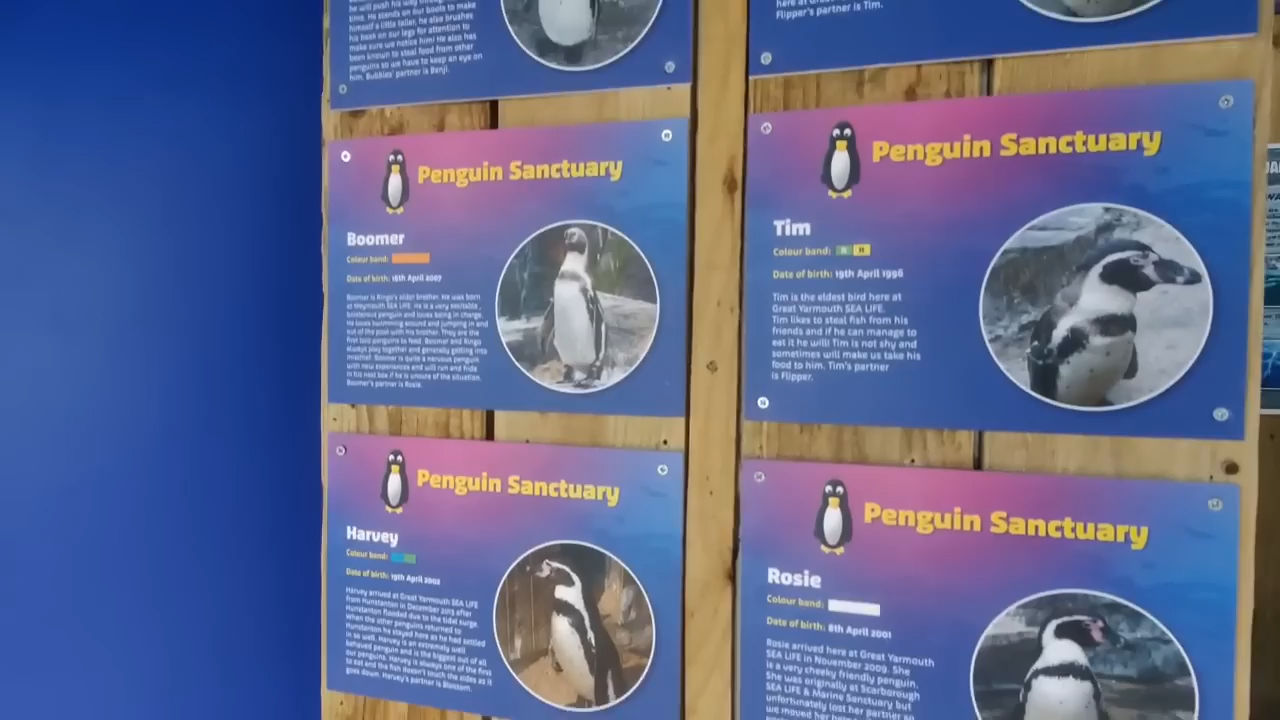 he will push his way through
time. He stands on our boots to make
himself a little taller, he also brushes
his beak on our legs for attention to
make sure we notice him! He also has
been known to steal food from other
penguins so we have to keep an eye on
him. Bubbles' partner is Benji.
here at
Flipper's partner is Tim.
Penguin Sanctuary
Boomer
Colour band:
Date of birth: 16th April 2007
Boomer is Ringo's older brother. He was born
at Weymouth SEA LIFE. He is a very excitable,
boisterous penguin and loves being in charge.
He loves swimming around and jumping in and
out of the pool with his brother. They are the
first two penguins to feed. Boomer and Ringo
always play together and generally getting into
mischief. Boomer is quite a nervous penguin
with new experiences and will run and hide
in his nest box if he is unsure of the situation.
Boomer's partner is Rosie.
Penguin Sanctuary
Tim
Colour band:
Date of birth: 19th April 1996
Tim is the eldest bird here at
Great Yarmouth SEA LIFE.
Tim likes to steal fish from his
friends and if he can manage to
eat it he will! Tim is not shy and
sometimes will make us take his
food to him. Tim's partner
is Flipper.
Penguin Sanctuary
Harvey
Colour band:
Date of birth: 19th April 2002
Harvey arrived at Great Yarmouth SEA LIFE
from Hunstanton in December 2013 after
Hunstanton flooded due to the tidal surge.
When the other penguins returned to
Hunstanton he stayed here as he had settled
in so well. Harvey is an extremely well
behaved penguin and is the biggest out of all
our penguins. Harvey is always one of the first
to eat and the fish doesn't touch the sides as it
goes down. Harvey's partner is Blossom.
Penguin Sanctuary
Rosie
Colour band:
Date of birth: 8th April 2001
Rosie arrived here at Great Yarmouth
SEA LIFE in November 2009. She
is a very cheeky friendly penguin.
She was originally at Scarborough
SEA LIFE & Marine Sanctuary but
unfortunately lost her partner so
we moved her here